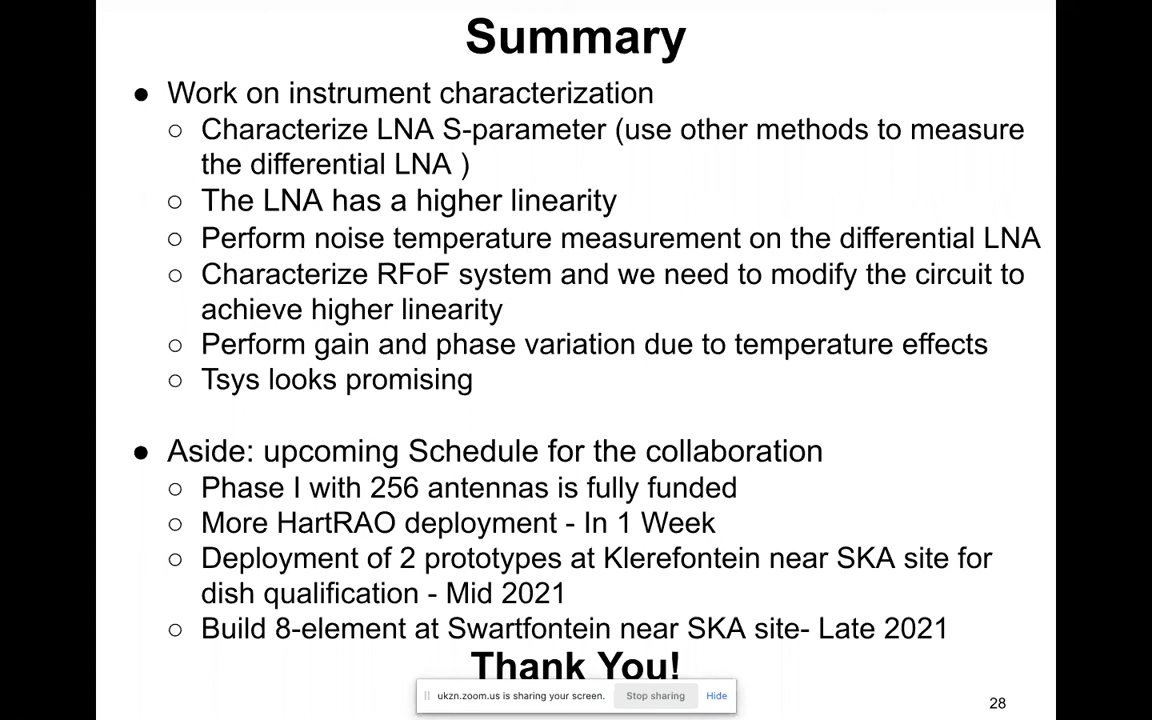 Summary
● Work on instrument characterization
○ Characterize LNA S-parameter (use other methods to measure
the differential LNA )
○ The LNA has a higher linearity
○ Perform noise temperature measurement on the differential LNA
○ Characterize RFoF system and we need to modify the circuit to
achieve higher linearity
○ Perform gain and phase variation due to temperature effects
○ Tsys looks promising
● Aside: upcoming Schedule for the collaboration
○ Phase I with 256 antennas is fully funded
○ More HartRAO deployment - In 1 Week
○ Deployment of 2 prototypes at Klerefontein near SKA site for
dish qualification - Mid 2021
○ Build 8-element at Swartfontein near SKA site- Late 2021
Thank You!
ukzn.zoom.us is sharing your screen. Stop sharing Hide
28